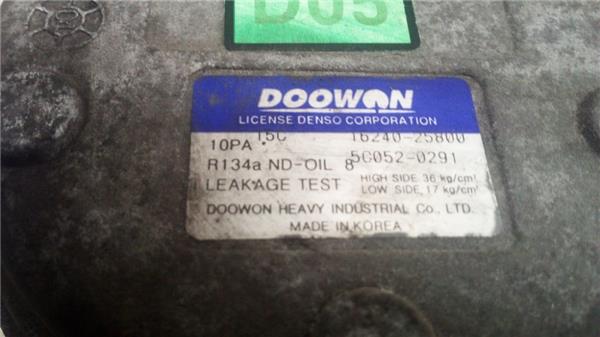 D05
DOOWON
LICENSE DENSO CORPORATION
10PA 15C 16240-25800
R134a ND-OIL 8 5C052-0291
LEAKAGE TEST HIGH SIDE 36 kg/cm²
LOW SIDE, 17 kg/cm²
DOOWON HEAVY INDUSTRIAL Co., LTD.
MADE IN KOREA